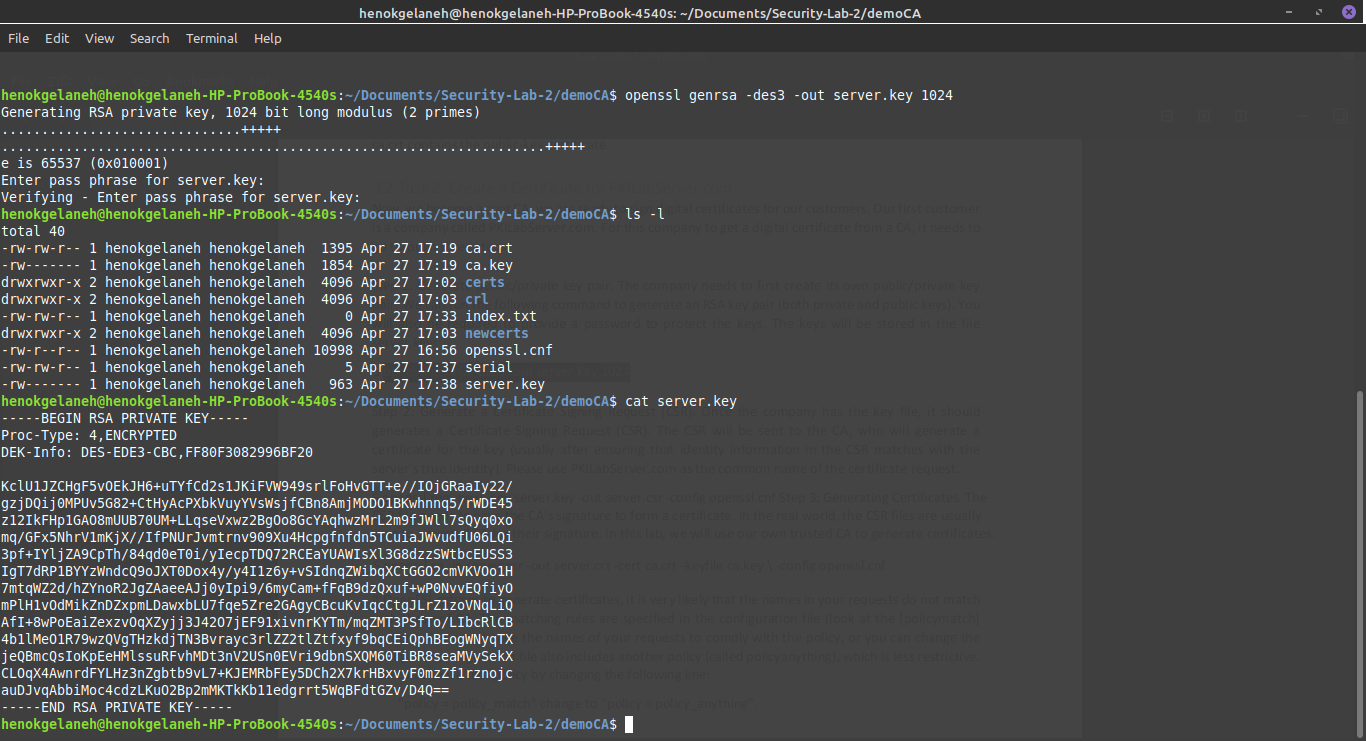 henokgelaneh@henokgelaneh-HP-ProBook-4540s: ~/Documents/Security-Lab-2/demoCA
File Edit View Search Terminal Help
henokgelaneh@henokgelaneh-HP-ProBook-4540s:~/Documents/Security-Lab-2/demoCA$ openssl genrsa -des3 -out server.key 1024
Generating RSA private key, 1024 bit long modulus (2 primes)
..............................+++++
....................................................................+++++
e is 65537 (0x010001)
Enter pass phrase for server.key:
Verifying - Enter pass phrase for server.key:
henokgelaneh@henokgelaneh-HP-ProBook-4540s:~/Documents/Security-Lab-2/demoCA$ ls -l
total 40
-rw-rw-r-- 1 henokgelaneh henokgelaneh  1395 Apr 27 17:19 ca.crt
-rw------- 1 henokgelaneh henokgelaneh  1854 Apr 27 17:19 ca.key
drwxrwxr-x 2 henokgelaneh henokgelaneh  4096 Apr 27 17:02 certs
drwxrwxr-x 2 henokgelaneh henokgelaneh  4096 Apr 27 17:03 crl
-rw-rw-r-- 1 henokgelaneh henokgelaneh     0 Apr 27 17:33 index.txt
drwxrwxr-x 2 henokgelaneh henokgelaneh  4096 Apr 27 17:03 newcerts
-rw-r--r-- 1 henokgelaneh henokgelaneh 10998 Apr 27 16:56 openssl.cnf
-rw-rw-r-- 1 henokgelaneh henokgelaneh     5 Apr 27 17:37 serial
-rw------- 1 henokgelaneh henokgelaneh   963 Apr 27 17:38 server.key
henokgelaneh@henokgelaneh-HP-ProBook-4540s:~/Documents/Security-Lab-2/demoCA$ cat server.key
-----BEGIN RSA PRIVATE KEY-----
Proc-Type: 4,ENCRYPTED
DEK-Info: DES-EDE3-CBC,FF80F3082996BF20
KclU1JZCHgF5vOEkJH6+uTYfCd2s1JKiFVW949srlFoHvGTT+e//IOjGRaaIy22/
gzjDQij0MPUv5G82+CtHyAcPXbkVuyYVsWsjfCBn8AmjMODO1BKwhnnq5/rWDE45
z12IkFHp1GAO8mUUB70UM+LLqseVxwz2BgOo8GcYAqhwzMrL2m9fJWll7sQyq0xo
mq/GFx5NhrV1mKjX//IfPNUrJvmtrnv909Xu4Hcpgfnfdn5TCuiaJWvudfU06LQi
3pf+IYljZA9CpTh/84qd0eT0i/yIecpTDQ72RCEaYUAWIsXl3G8dzzSWtbcEUSS3
IgT7dRP1BYYzWndcQ9oJXT0Dox4y/y4I1z6y+vSIdnqZWibqXCtGGO2cmVKVOo1H
7mtqWZ2d/hZYnoR2JgZAaeeAJj0yIpi9/6myCam+fFqB9dzQxuf+wP0NvvEQfiyO
mPlH1vOdMikZnDZxpmLDawxbLU7fqe5Zre2GAgyCBcuKvIqcCtgJLrZ1zoVNqLiQ
AfI+8wPoEaiZexzvOqXZyjj3J42O7jEF91xivnrKYTm/mqZMT3PSfTo/LIbcRlCB
4b1lMeO1R79wzQVgTHzkdjTN3Bvrayc3rlZZ2tlZtfxyf9bqCEiQphBEogWNyqTX
jeQBmcQsIoKpEeHMlssuRFvhMDt3nV2USn0EVri9dbnSXQM60TiBR8seaMVySekX
CLOqX4AwnrdFYLHz3nZgbtb9vL7+KJEMRbFEy5DCh2X7krHBxvyF0mzZf1rznojc
auDJvqAbbiMoc4cdzLKuO2Bp2mMKTkKb11edgrrt5WqBFdtGZv/D4Q==
-----END RSA PRIVATE KEY-----
henokgelaneh@henokgelaneh-HP-ProBook-4540s:~/Documents/Security-Lab-2/demoCA$